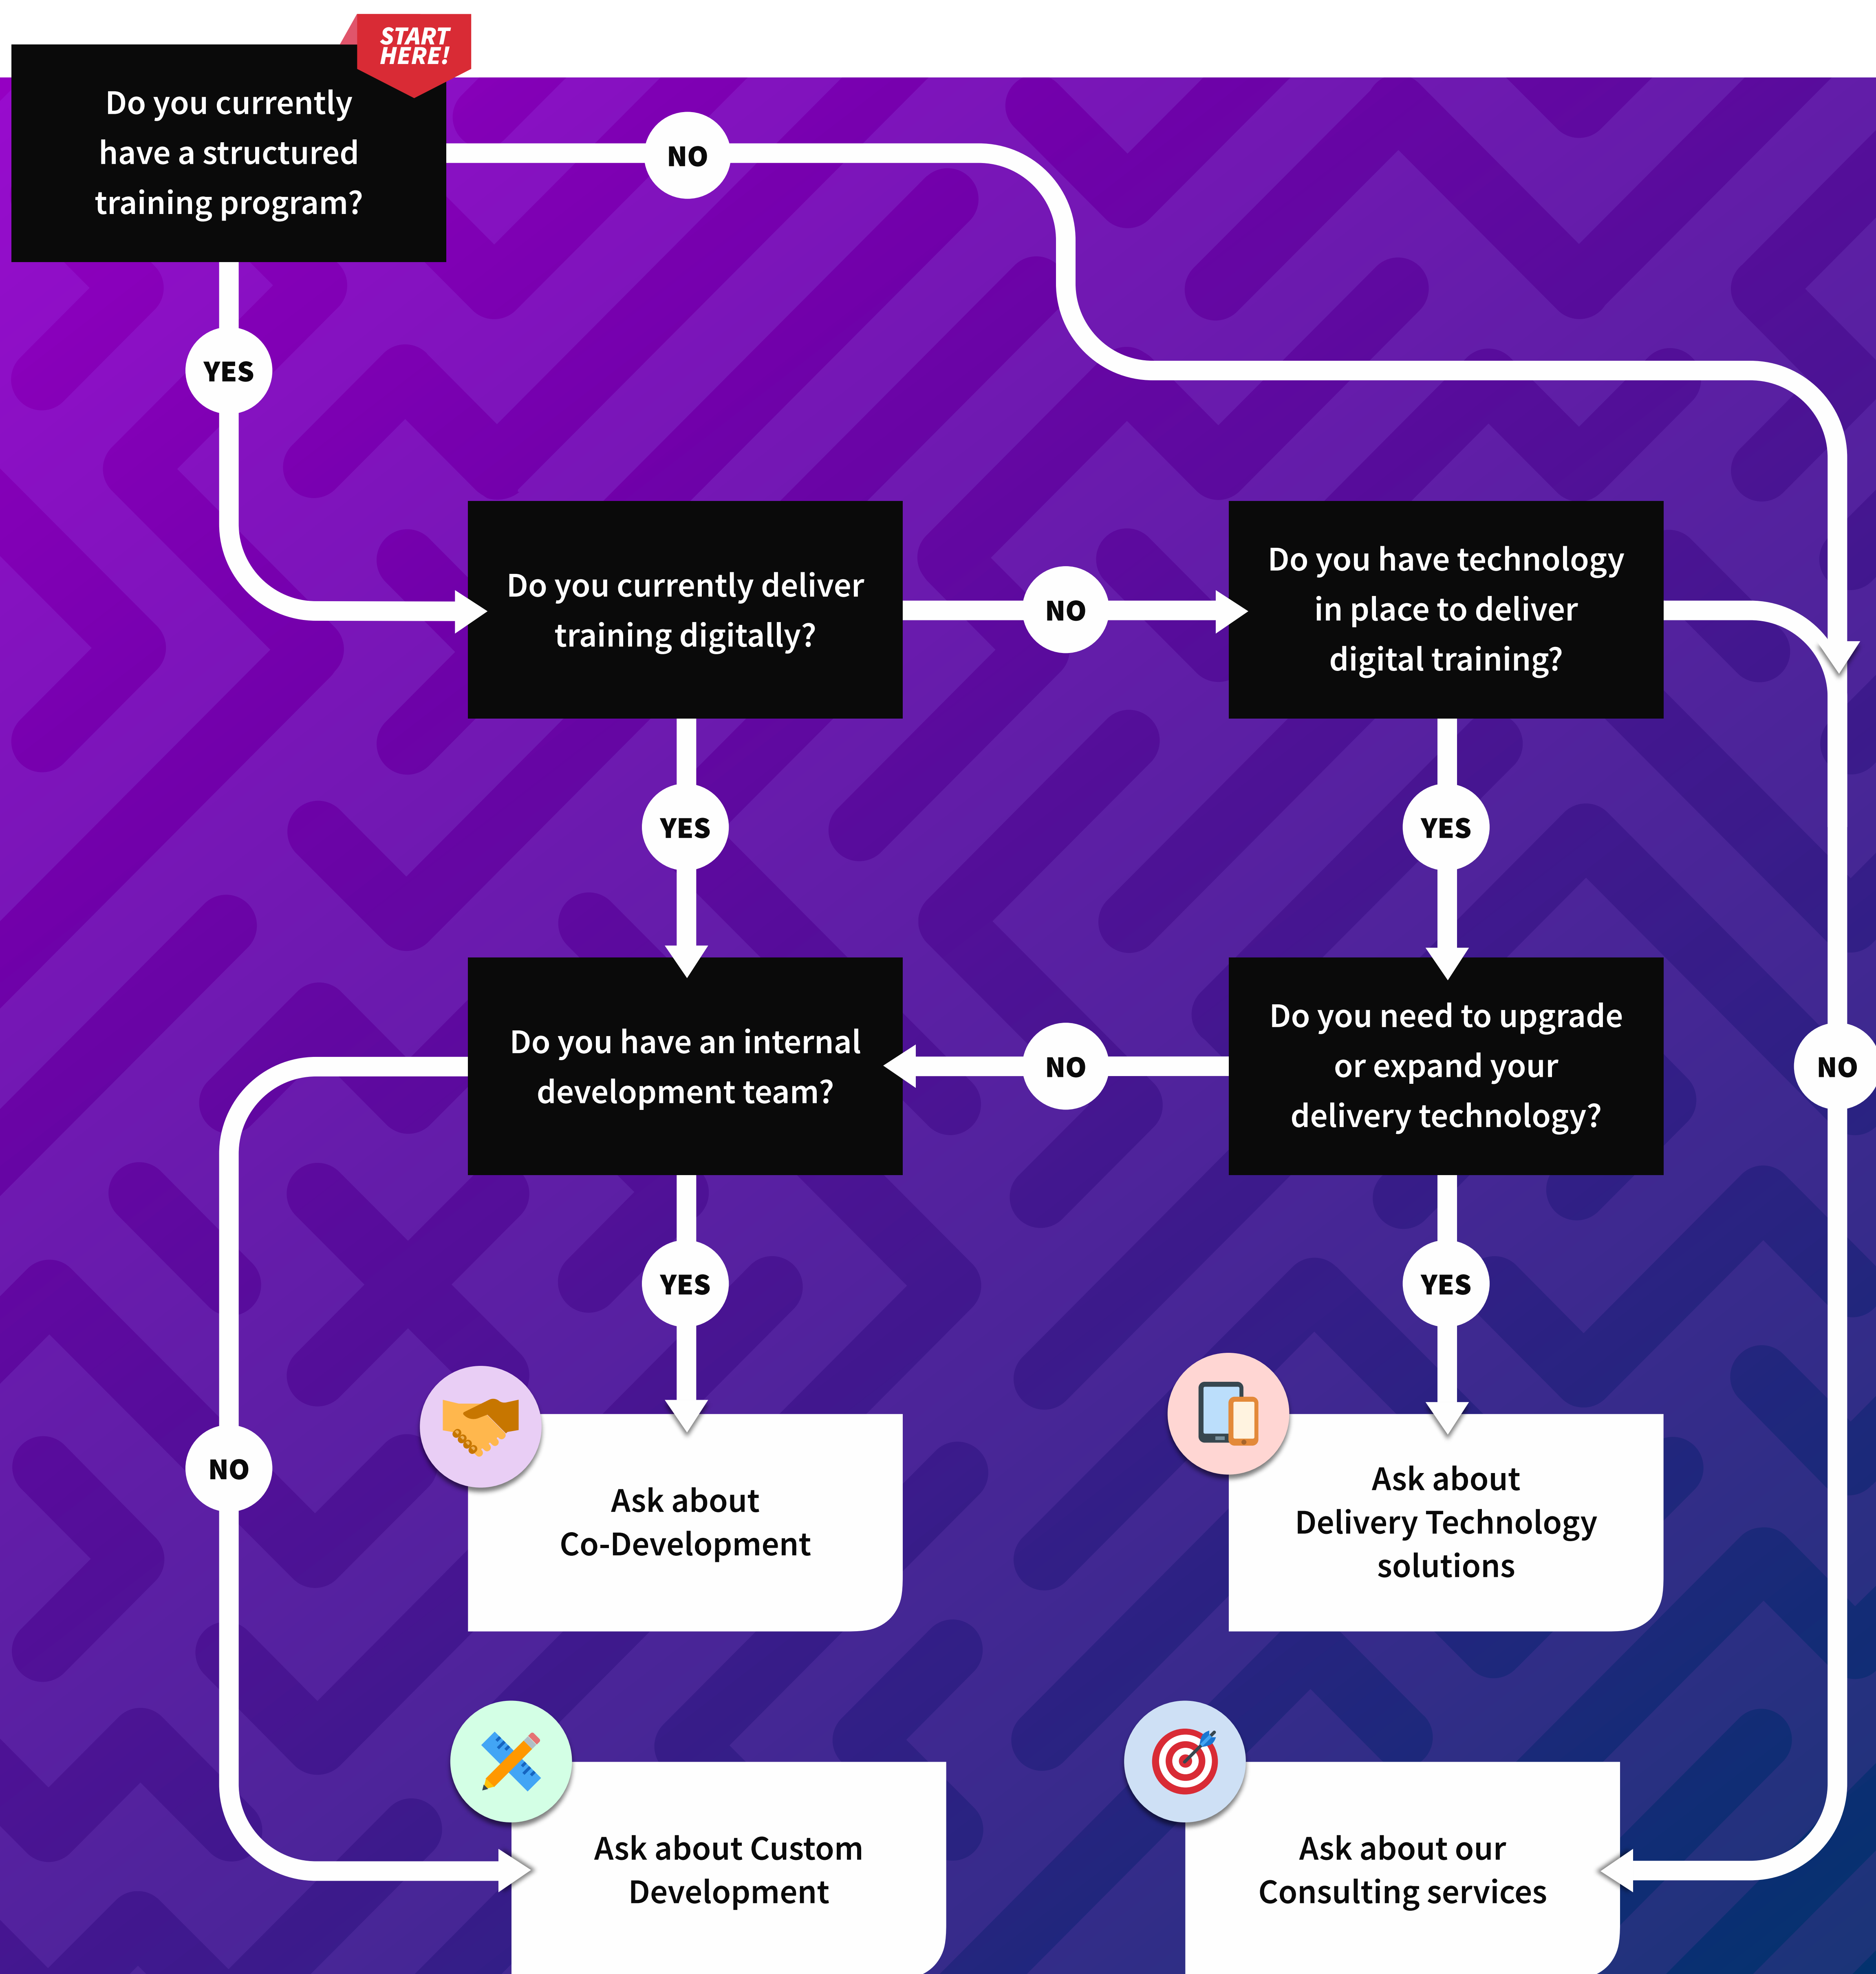 START
HERE!
Do you currently
have a structured
training program?
NO
YES
Do you currently deliver
training digitally?
NO
Do you have technology
in place to deliver
digital training?
YES
YES
Do you have an internal
development team?
NO
Do you need to upgrade
or expand your
delivery technology?
NO
YES
YES
NO
Ask about
Co-Development
Ask about
Delivery Technology
solutions
Ask about Custom
Development
Ask about our
Consulting services